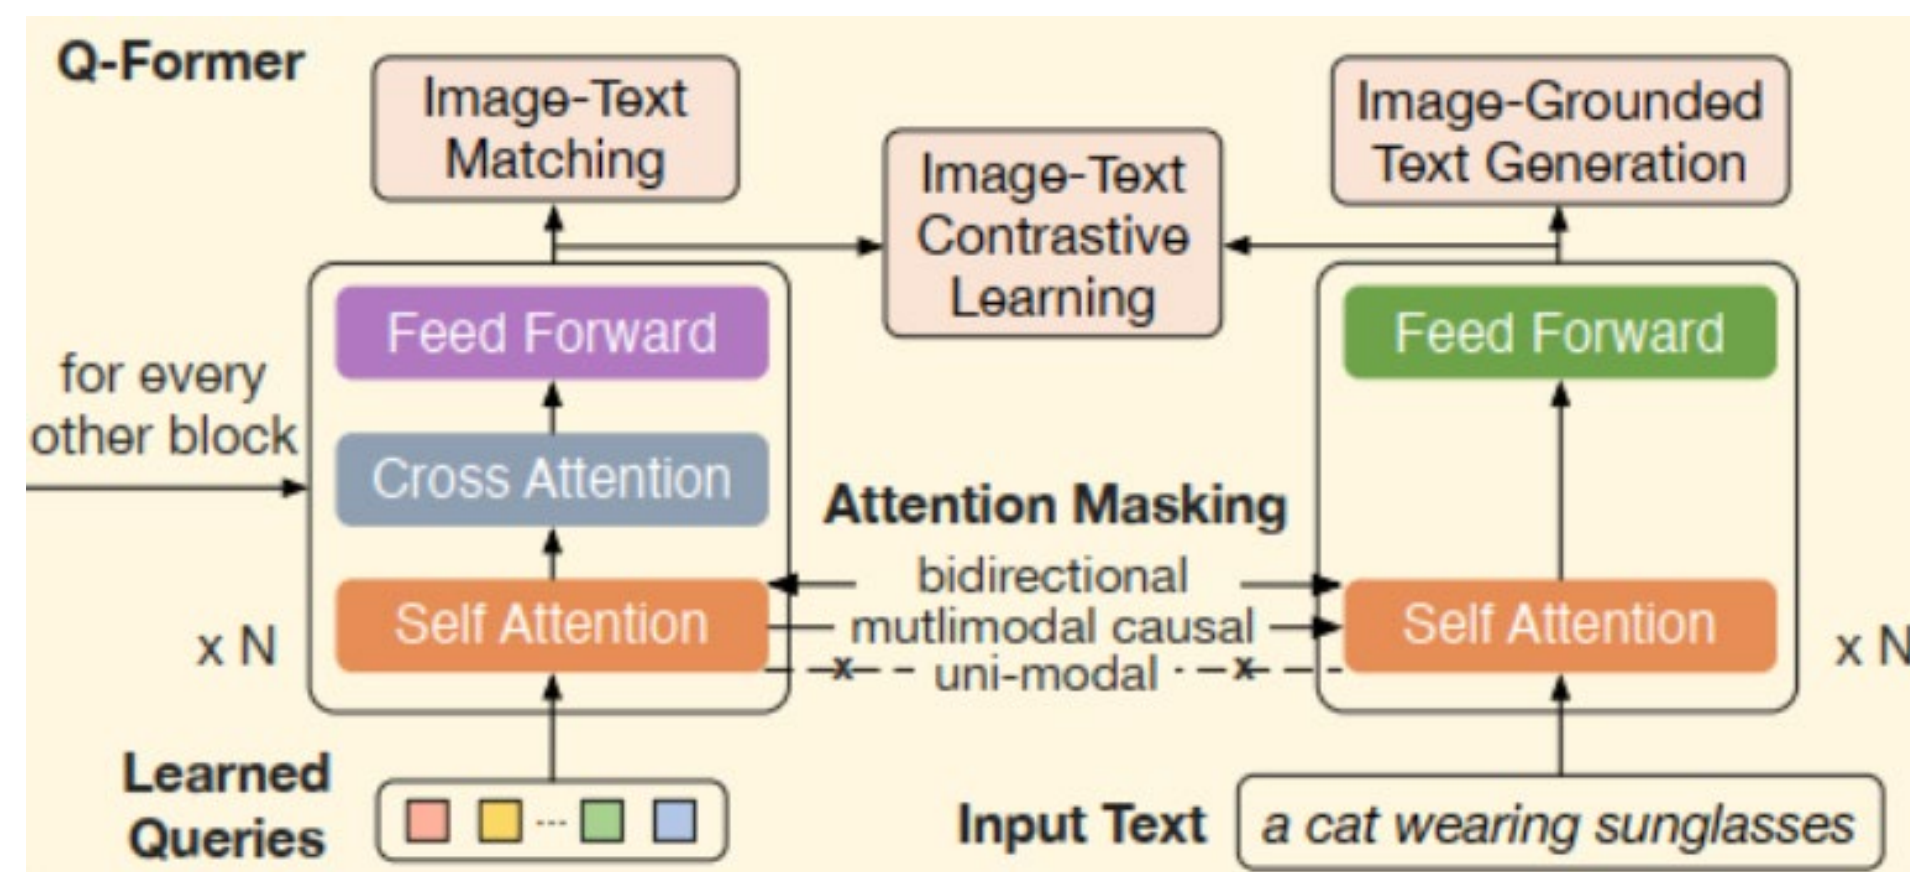 Q-Former
Image-Text
Matching
Image-Text
Contrastive
Learning
Image-Grounded
Text Generation
Feed Forward
Feed Forward
for every
other block
Cross Attention
Attention Masking
bidirectional
mutlimodal causal
x uni-modal x
Self Attention
Self Attention
x N
x N
Learned
Queries
Input Text
a cat wearing sunglasses